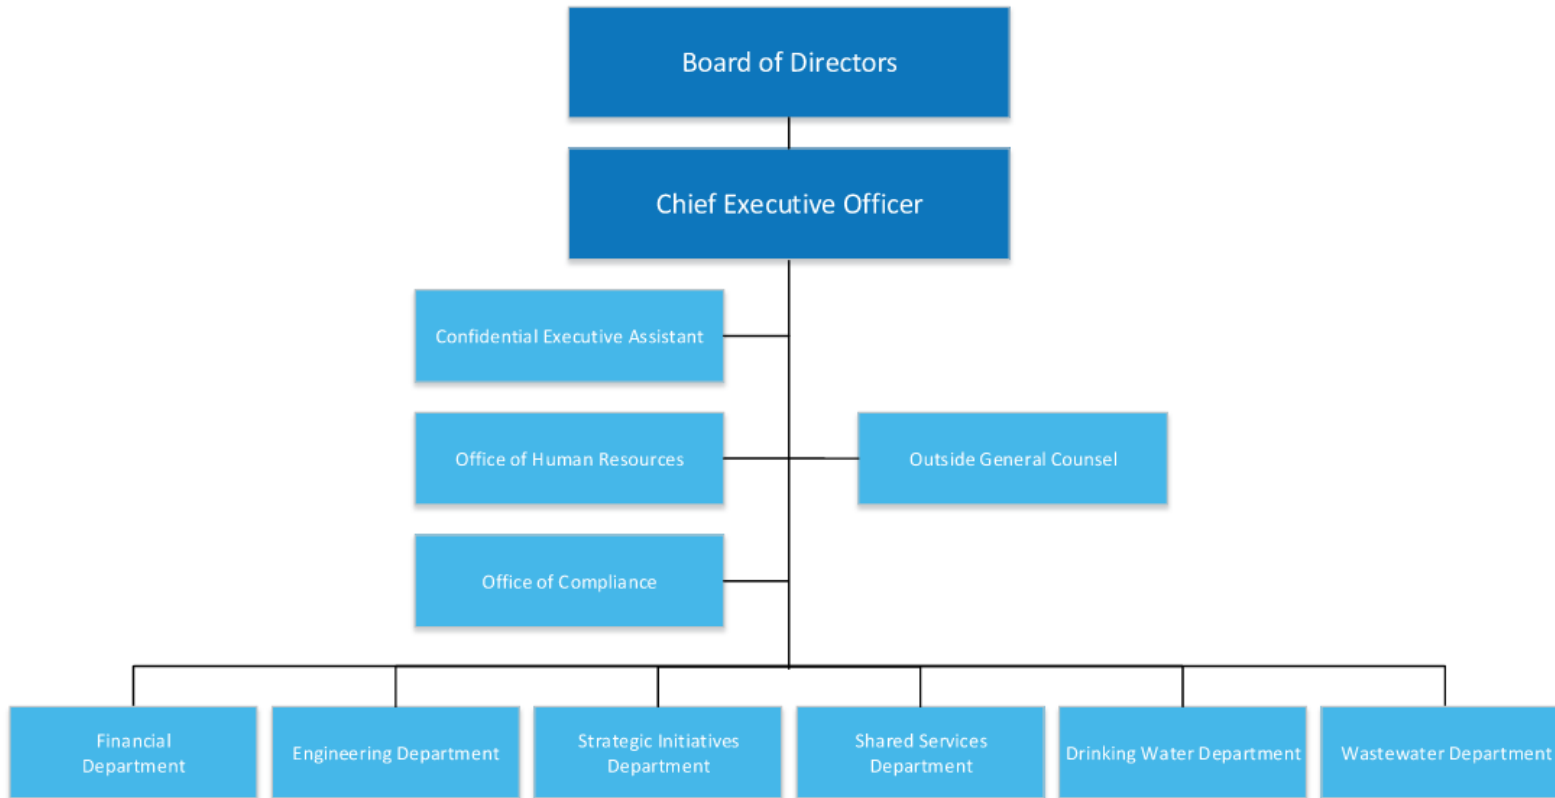 Board of Directors
Chief Executive Officer
Confidential Executive Assistant
Office of Human Resources
Outside General Counsel
Office of Compliance
Financial
Department
Engineering Department
Strategic Initiatives
Department
Shared Services
Department
Drinking Water Department
Wastewater Department